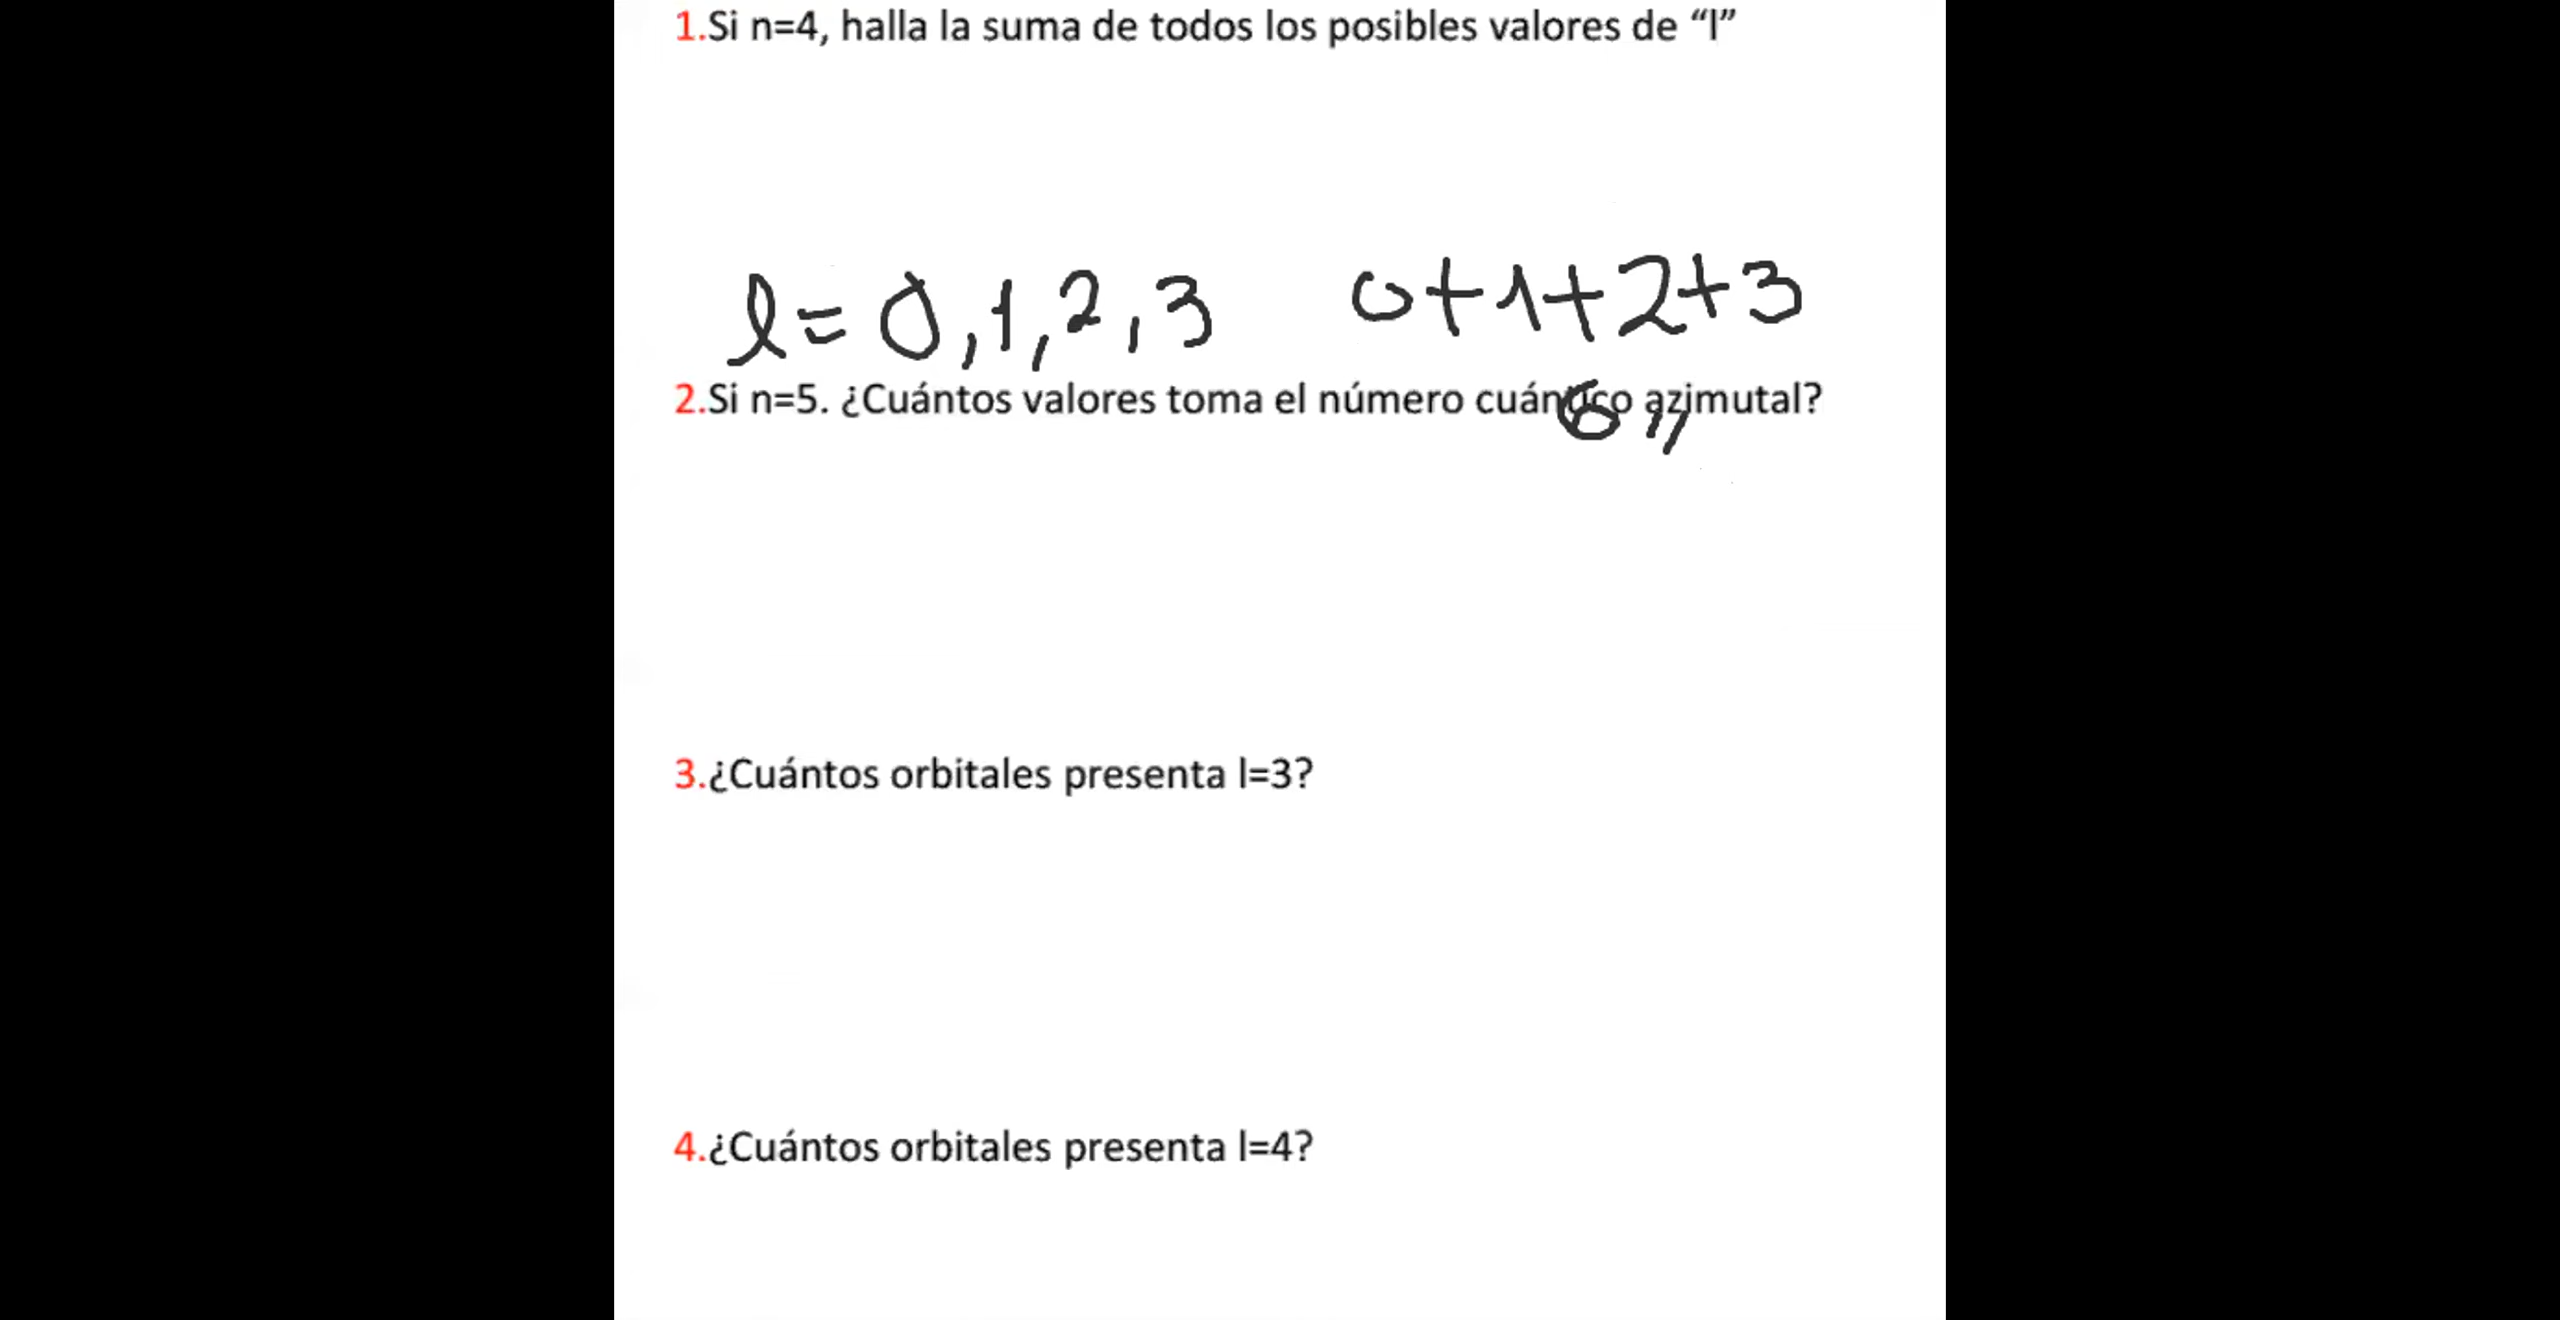 1.Si n=4, halla la suma de todos los posibles valores de “l”
l= 0,1,2,3 0+1+2+3
2.Si n=5. ¿Cuántos valores toma el número cuántico azimutal?
6 //
3.¿Cuántos orbitales presenta l=3?
4.¿Cuántos orbitales presenta l=4?